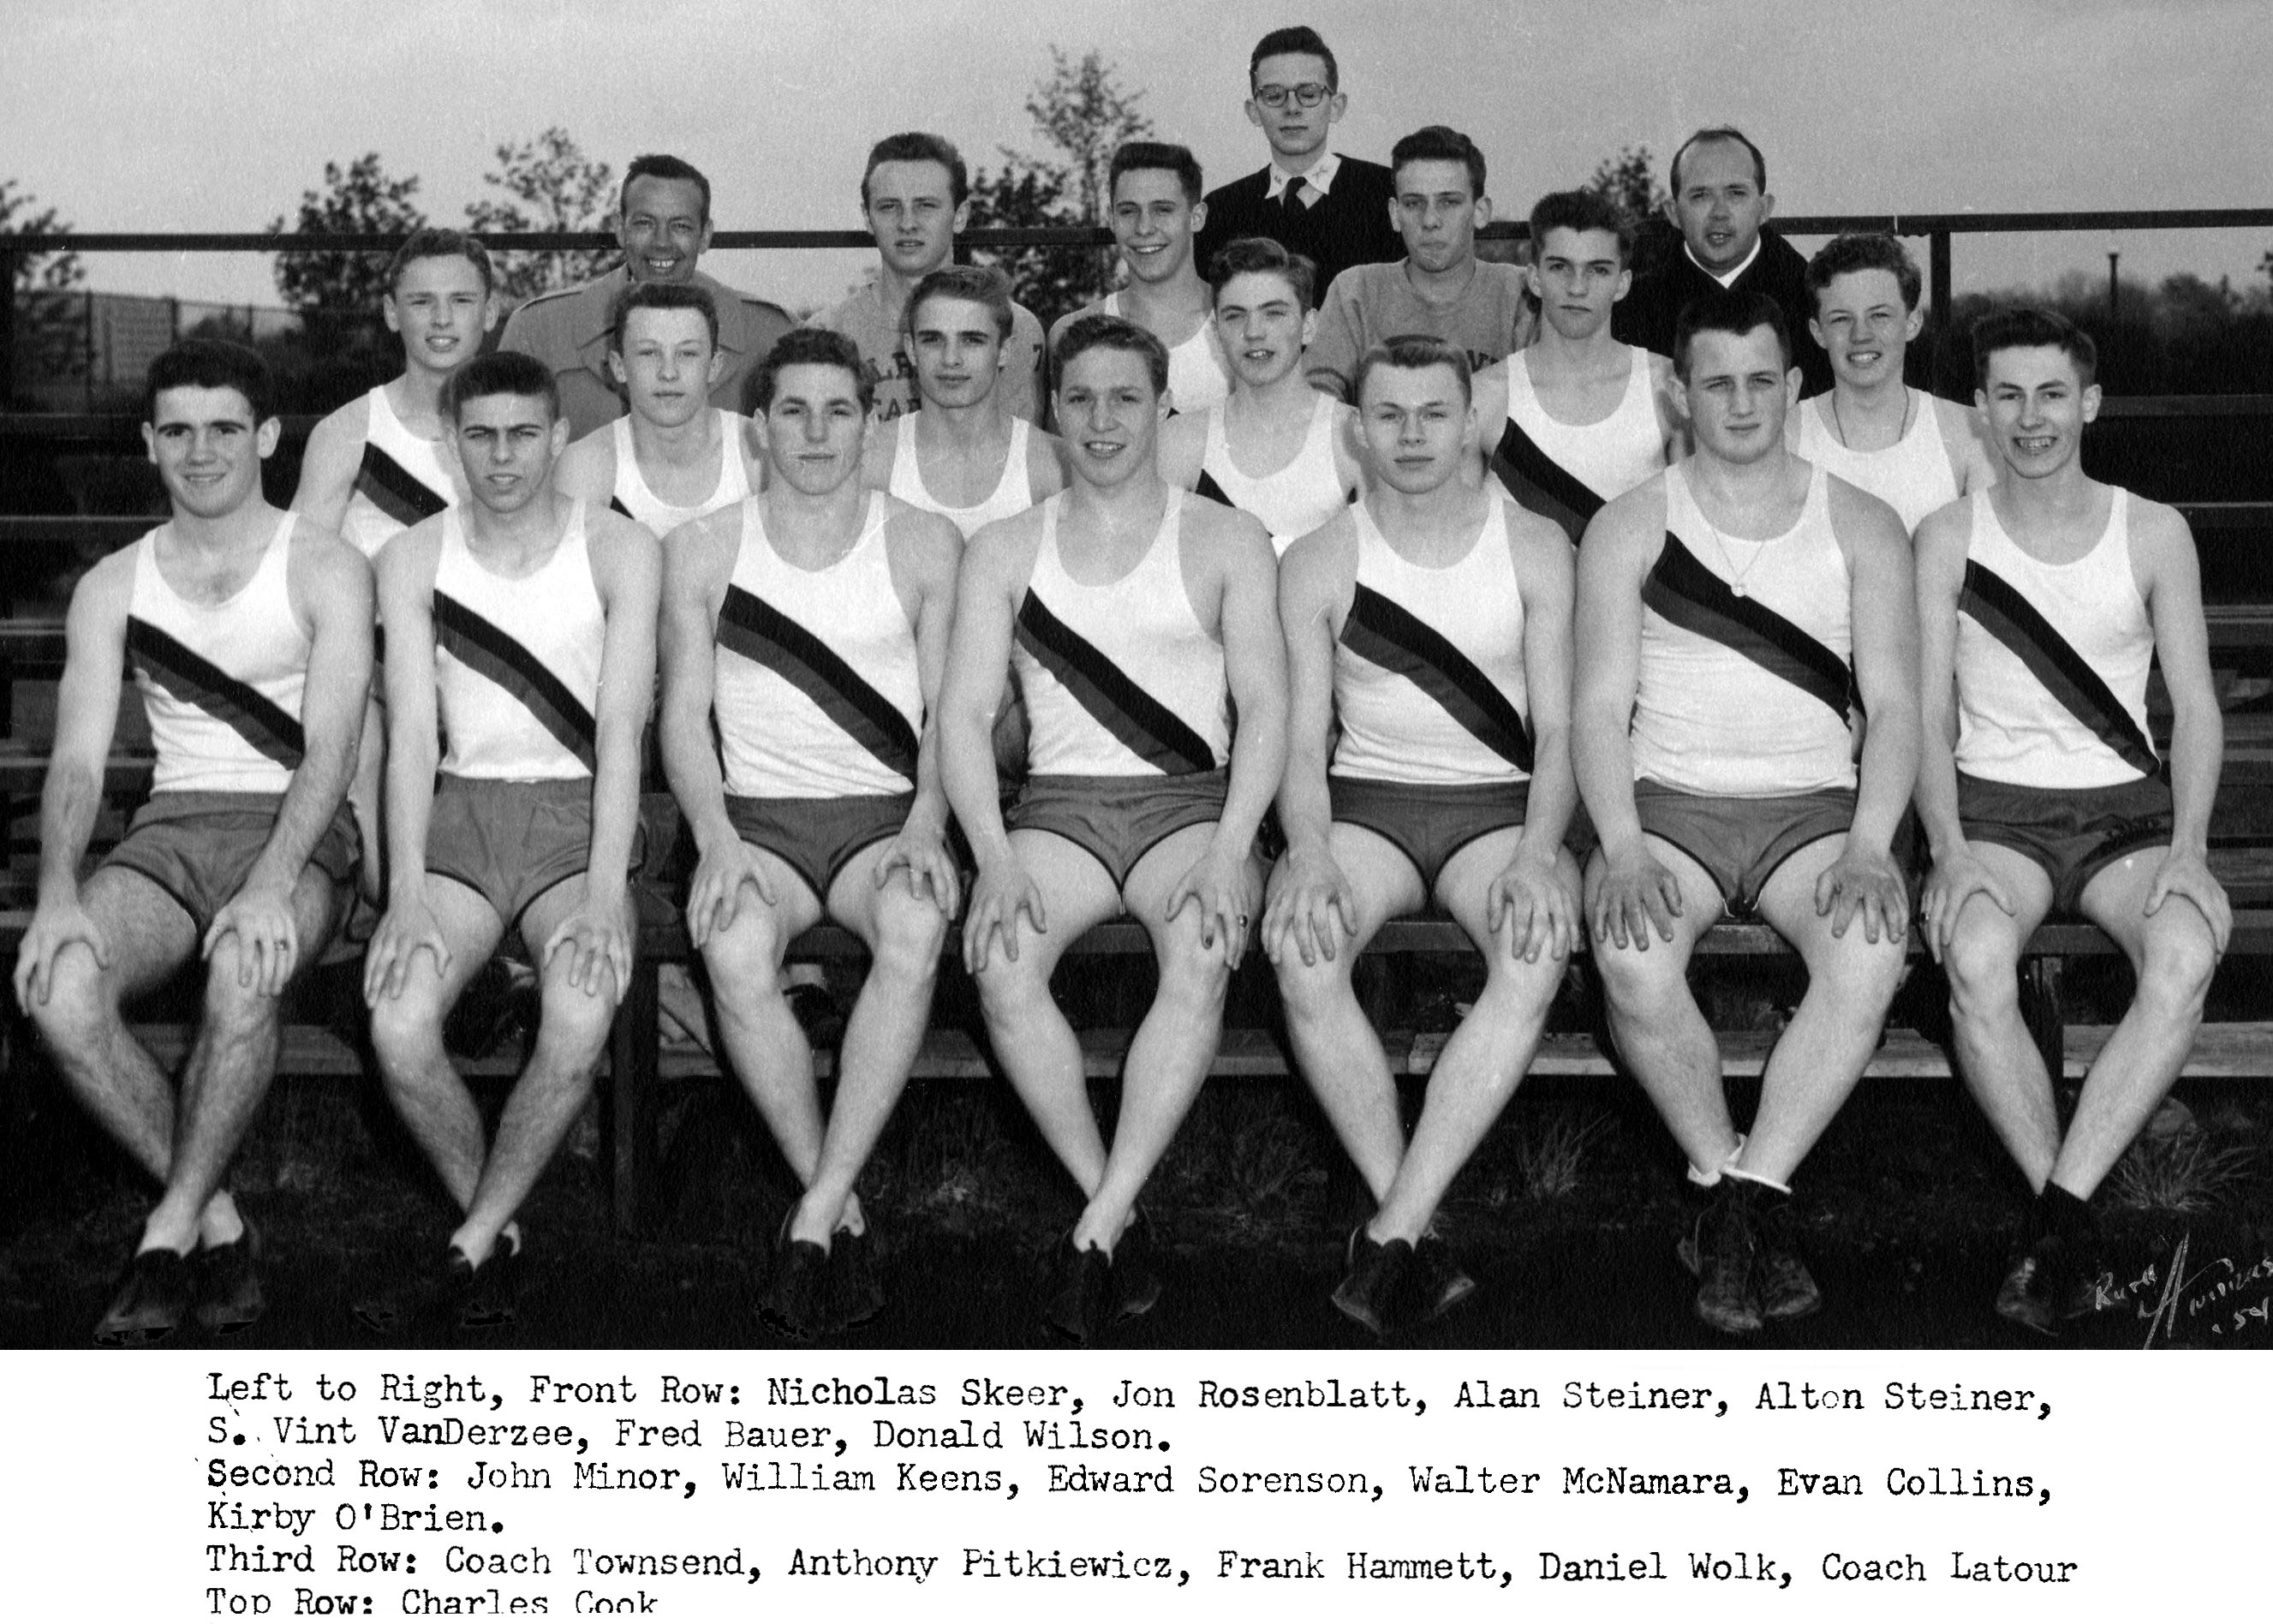 .54
Left to Right, Front Row: Nicholas Skeer, Jon Rosenblatt, Alan Steiner, Alton Steiner,
S. Vint VanDerzee, Fred Bauer, Donald Wilson.
Second Row: John Minor, William Keens, Edward Sorenson, Walter McNamara, Evan Collins,
Kirby O'Brien.
Third Row: Coach Townsend, Anthony Pitkiewicz, Frank Hammett, Daniel Wolk, Coach Latour
Top Row: Charles Cook